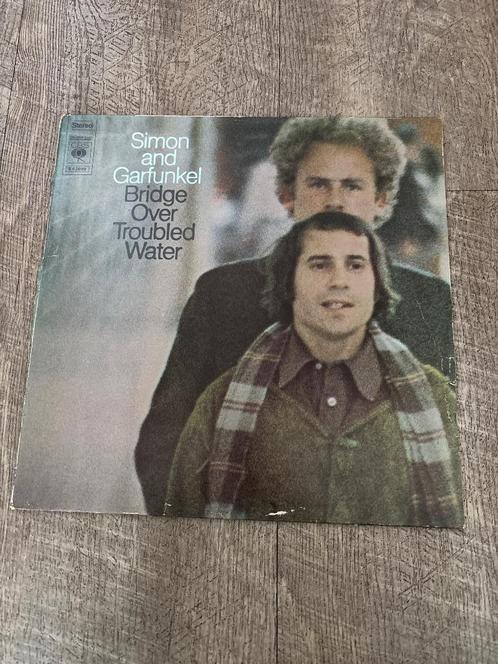 Stereo
CBS
Simon
and
Garfunkel
Bridge
Over
Troubled
Water